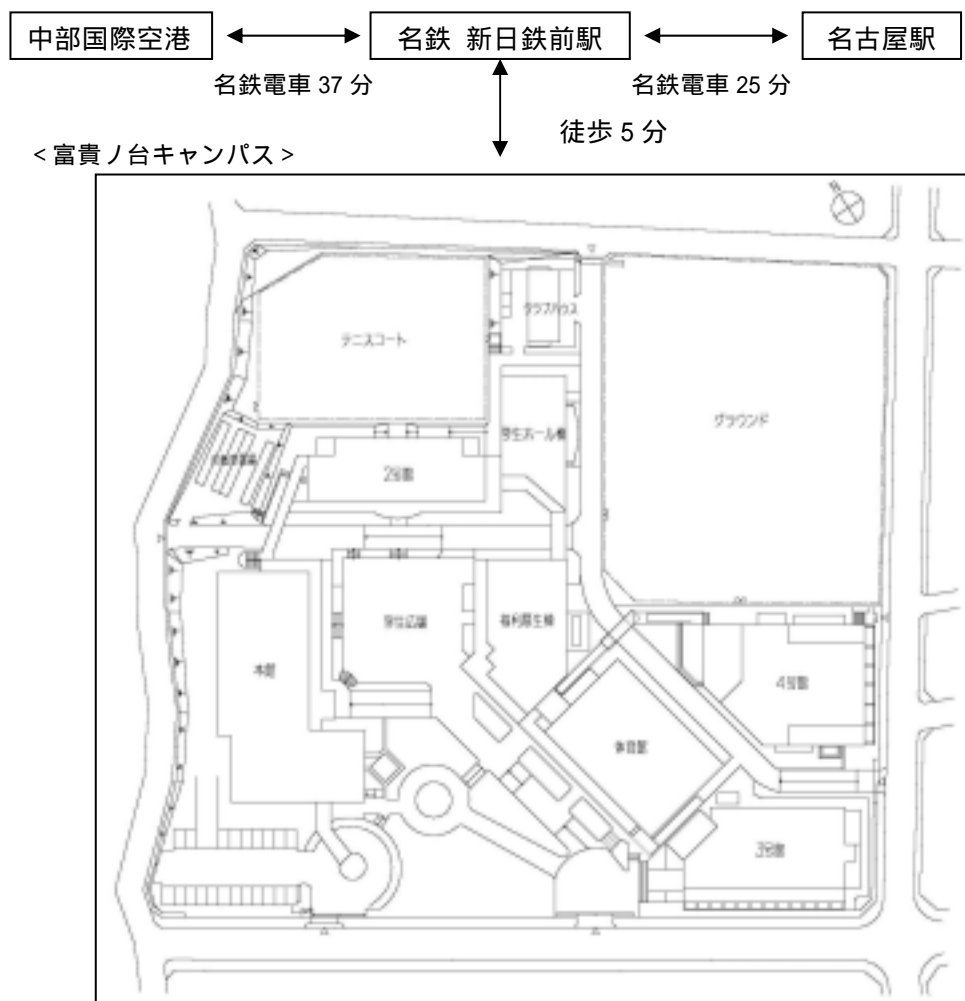 中部国際空港
名鉄 新日鉄前駅
名古屋駅
名鉄電車 37 分
名鉄電車 25 分
徒歩 5 分
<富貴ノ台キャンパス>
クラブハウス
テニスコート
グラウンド
学生ホール棟
2号館
学生広場
福利厚生棟
本館
4号館
体育館
3号館